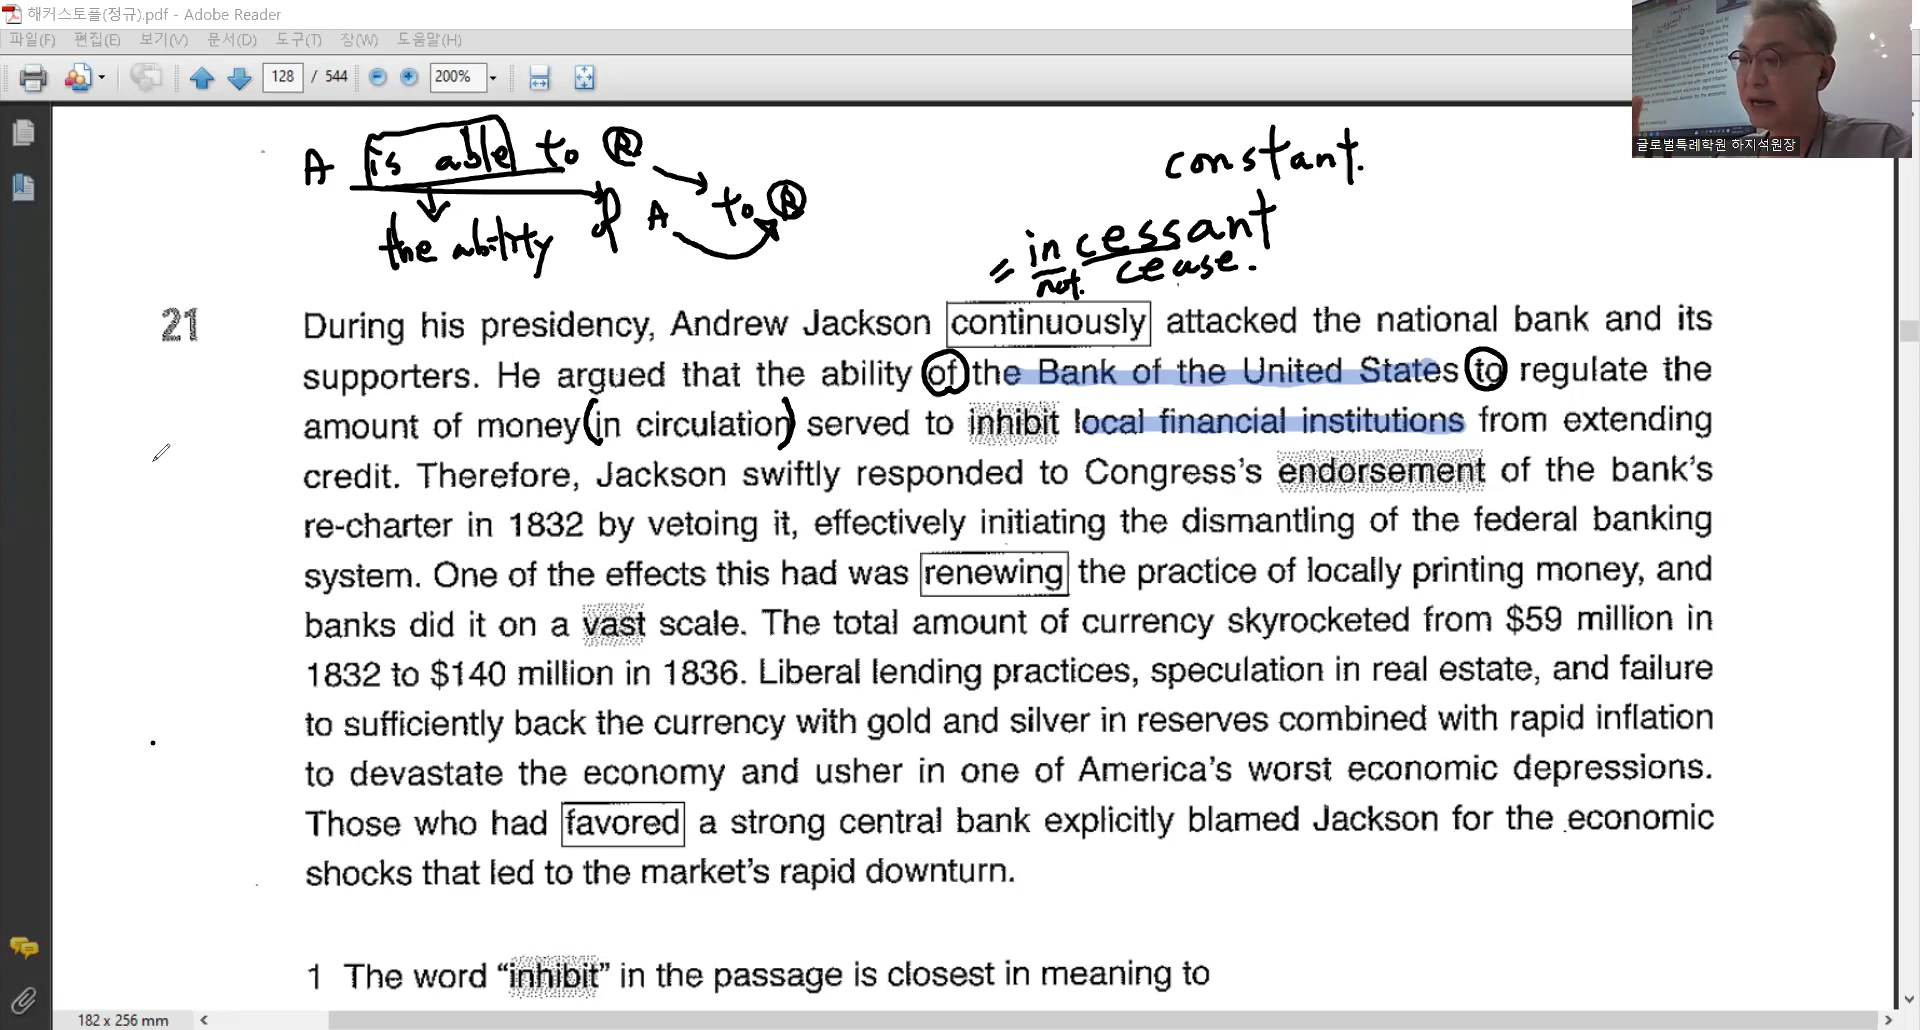 해커스토플(정규).pdf - Adobe Reader
파일(F) 편집(E) 보기(V) 문서(D) 도구(T) 창(W) 도움말(H)
128 / 544 200%
글로벌특례학원 하지석원장
A is able to Ⓡ
the ability of A to Ⓡ
constant.
= incessant
not. cease.
21
During his presidency, Andrew Jackson continuously attacked the national bank and its
supporters. He argued that the ability of the Bank of the United States to regulate the
amount of money (in circulation) served to inhibit local financial institutions from extending
credit. Therefore, Jackson swiftly responded to Congress's endorsement of the bank's
re-charter in 1832 by vetoing it, effectively initiating the dismantling of the federal banking
system. One of the effects this had was renewing the practice of locally printing money, and
banks did it on a vast scale. The total amount of currency skyrocketed from $59 million in
1832 to $140 million in 1836. Liberal lending practices, speculation in real estate, and failure
to sufficiently back the currency with gold and silver in reserves combined with rapid inflation
to devastate the economy and usher in one of America's worst economic depressions.
Those who had favored a strong central bank explicitly blamed Jackson for the economic
shocks that led to the market's rapid downturn.
1 The word "inhibit" in the passage is closest in meaning to
182 x 256 mm